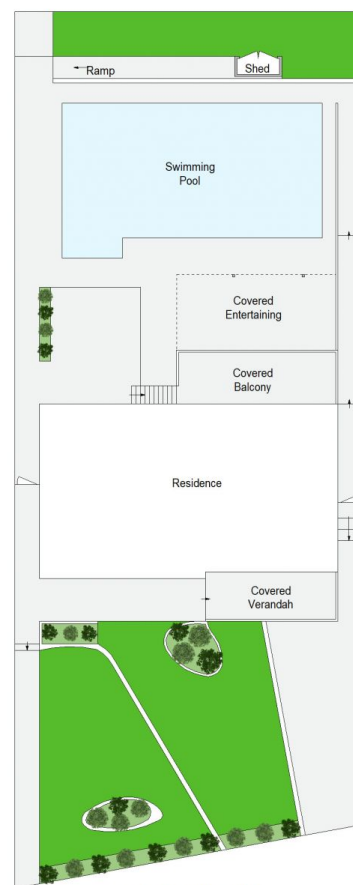 Ramp
Shed
Swimming
Pool
Covered
Entertaining
Covered
Balcony
Residence
Covered
Verandah